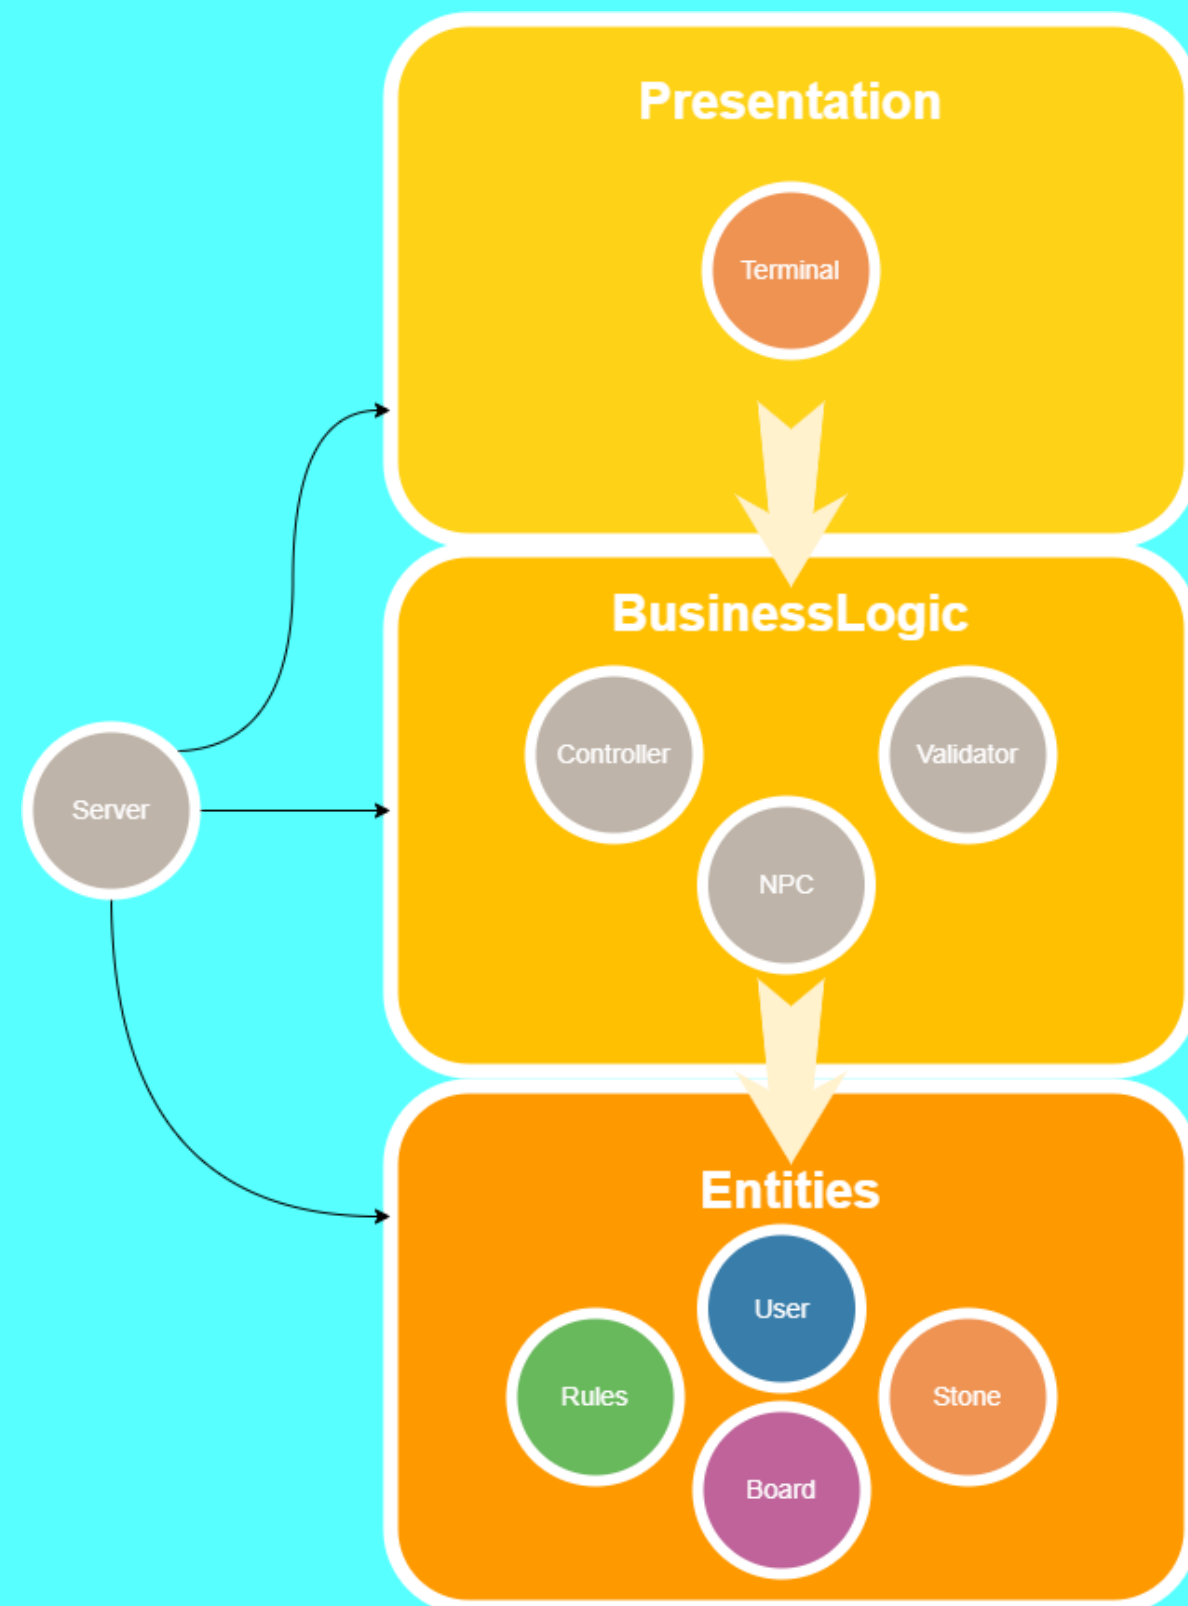 Presentation
Terminal
BusinessLogic
Controller
Validator
NPC
Server
Entities
User
Rules
Stone
Board